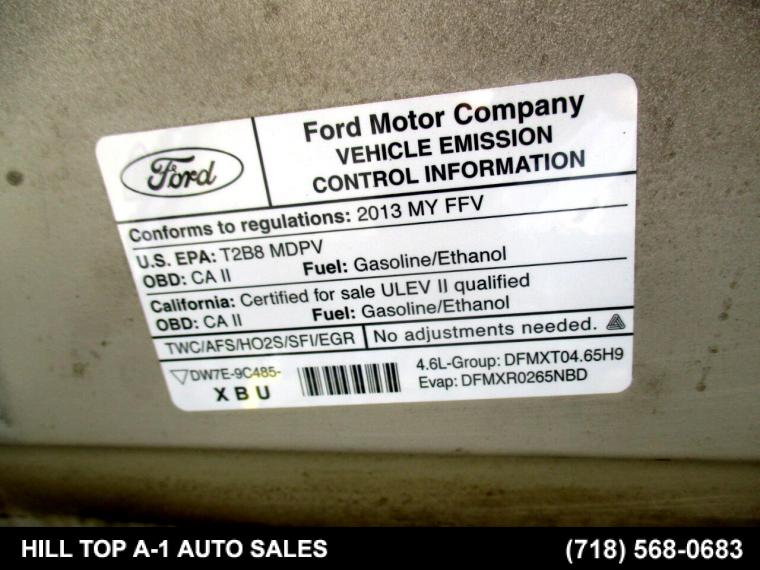 Ford
Ford Motor Company
VEHICLE EMISSION
CONTROL INFORMATION
Conforms to regulations: 2013 MY FFV
U.S. EPA: T2B8 MDPV
OBD: CA II Fuel: Gasoline/Ethanol
California: Certified for sale ULEV II qualified
OBD: CA II Fuel: Gasoline/Ethanol
TWC/AFS/HO2S/SFI/EGR No adjustments needed.
DW7E-9C485-
XBU
4.6L-Group: DFMXT04.65H9
Evap: DFMXR0265NBD
HILL TOP A-1 AUTO SALES (718) 568-0683